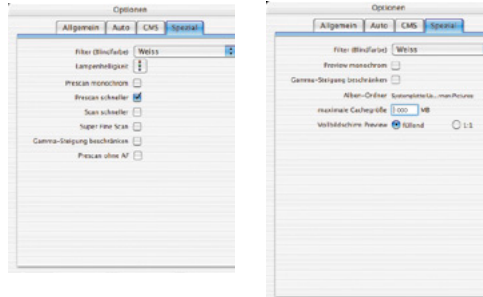 Optionen
Allgemein Auto CMS Spezial
Filter (Blindfarbe) Weiss
Lampenhelligkeit
Prescan monochrom
Prescan schneller
Scan schneller
Super Fine Scan
Gamma-Steigung beschränken
Prescan ohne AF
Optionen
Allgemein Auto CMS Spezial
Filter (Blindfarbe) Weiss
Preview monochrom
Gamma-Steigung beschränken
Alben-Ordner
maximale Cachegröße MB
Vollbildschirm Preview füllend 1:1